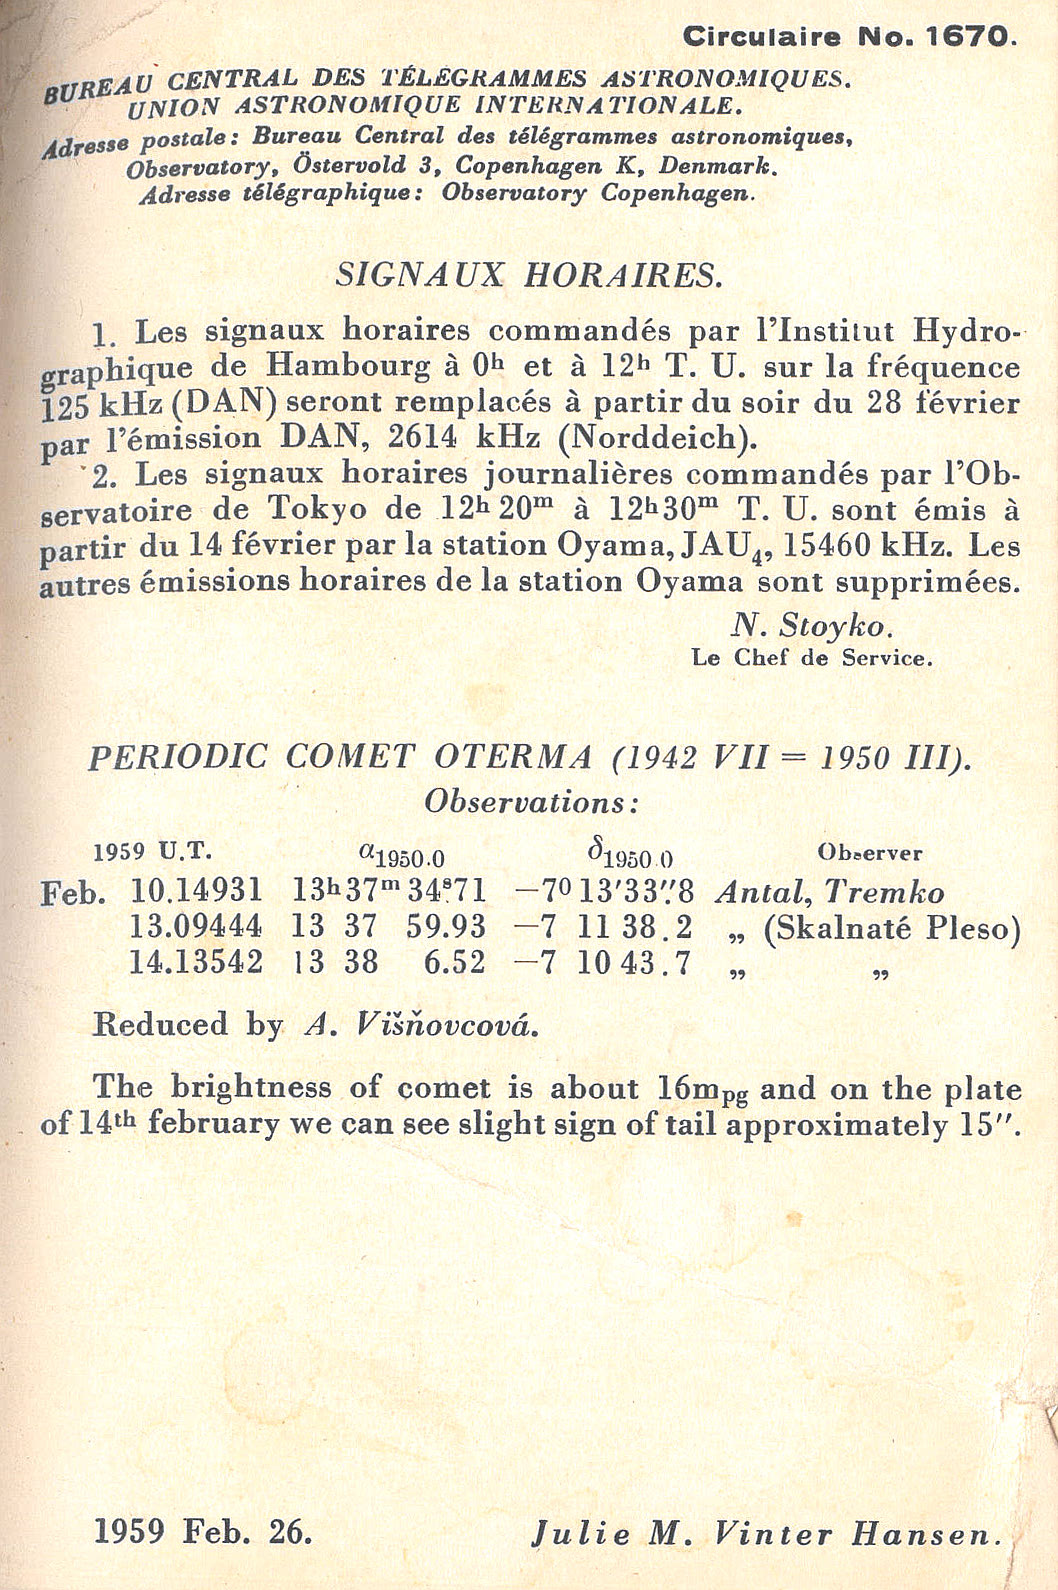 Circulaire No. 1670.
BUREAU CENTRAL DES TÉLÉGRAMMES ASTRONOMIQUES.
UNION ASTRONOMIQUE INTERNATIONALE.
Adresse postale: Bureau Central des télégrammes astronomiques,
Observatory, Östervold 3, Copenhagen K, Denmark.
Adresse télégraphique: Observatory Copenhagen.
SIGNAUX HORAIRES.
1. Les signaux horaires commandés par l'Institut Hydro-
graphique de Hambourg à 0ʰ et à 12ʰ T. U. sur la fréquence
125 kHz (DAN) seront remplacés à partir du soir du 28 février
par l'émission DAN, 2614 kHz (Norddeich).
2. Les signaux horaires journalières commandés par l'Ob-
servatoire de Tokyo de 12ʰ 20ᵐ à 12ʰ30ᵐ T. U. sont émis à
partir du 14 février par la station Oyama, JAU₄, 15460 kHz. Les
autres émissions horaires de la station Oyama sont supprimées.
N. Stoyko.
Le Chef de Service.
PERIODIC COMET OTERMA (1942 VII = 1950 III).
Observations:
1959 U.T. α1950.0 δ1950.0 Observer
Feb. 10.14931 13ʰ37ᵐ34ˢ.71 —7° 13′33″.8 Antal, Tremko
13.09444 13 37 59.93 —7 11 38.2 „ (Skalnaté Pleso)
14.13542 13 38 6.52 —7 10 43.7 „ „
Reduced by A. Višňovcová.
The brightness of comet is about 16mpg and on the plate
of 14ᵗʰ february we can see slight sign of tail approximately 15″.
1959 Feb. 26. Julie M. Vinter Hansen.